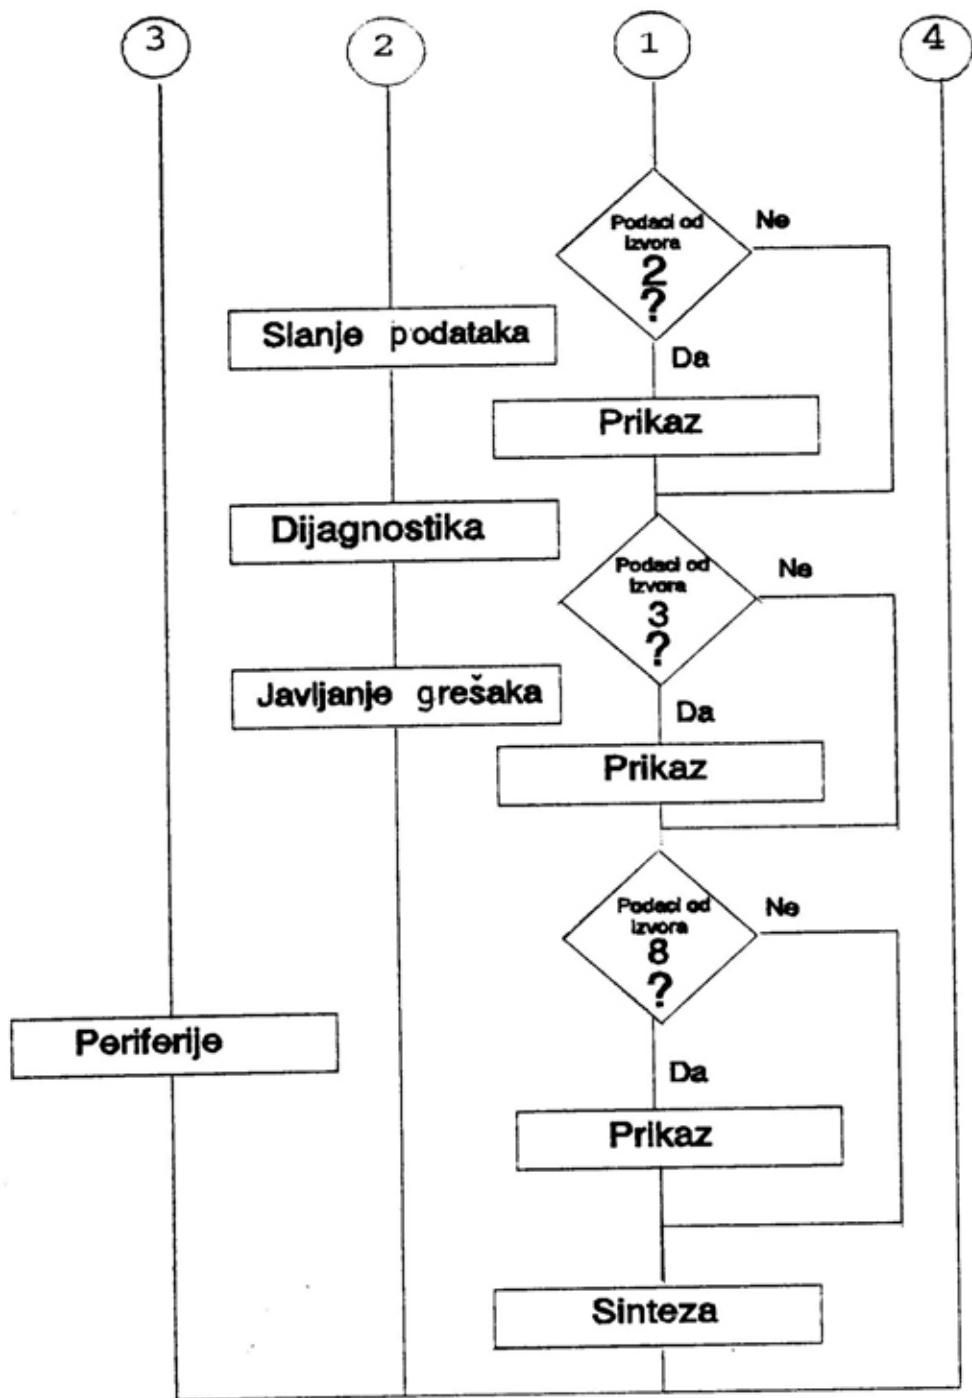 3
2
1
4
Podaci od
izvora
2
?
Ne
Slanje podataka
Da
Prikaz
Dijagnostika
Podaci od
izvora
3
?
Ne
Javljanje grešaka
Da
Prikaz
Podaci od
izvora
8
?
Ne
Periferije
Da
Prikaz
Sinteza